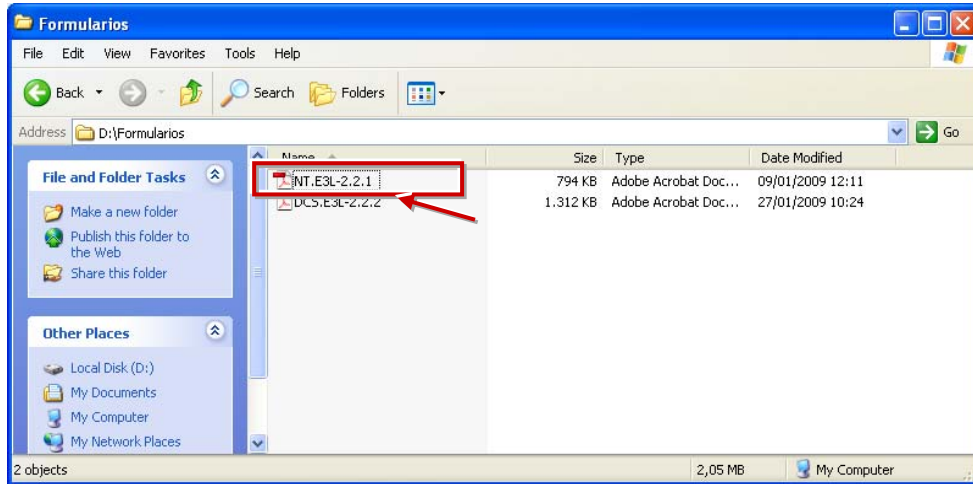 Formularios
File Edit View Favorites Tools Help
Back Search Folders
Address D:\Formularios Go
File and Folder Tasks
Make a new folder
Publish this folder to
the Web
Share this folder
Other Places
Local Disk (D:)
My Documents
My Computer
My Network Places
Name Size Type Date Modified
NT.E3L-2.2.1 794 KB Adobe Acrobat Doc... 09/01/2009 12:11
DCS.E3L-2.2.2 1.312 KB Adobe Acrobat Doc... 27/01/2009 10:24
2 objects 2,05 MB My Computer